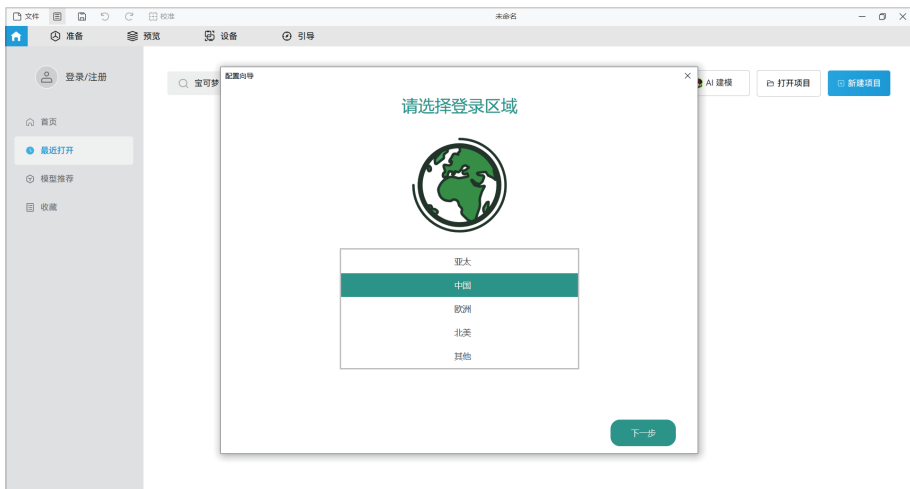 文件 校准 未命名
准备 预览 设备 引导
登录/注册
首页
最近打开
模型推荐
收藏
宝可梦
AI 建模 打开项目 新建项目
配置向导
请选择登录区域
亚太
中国
欧洲
北美
其他
下一步